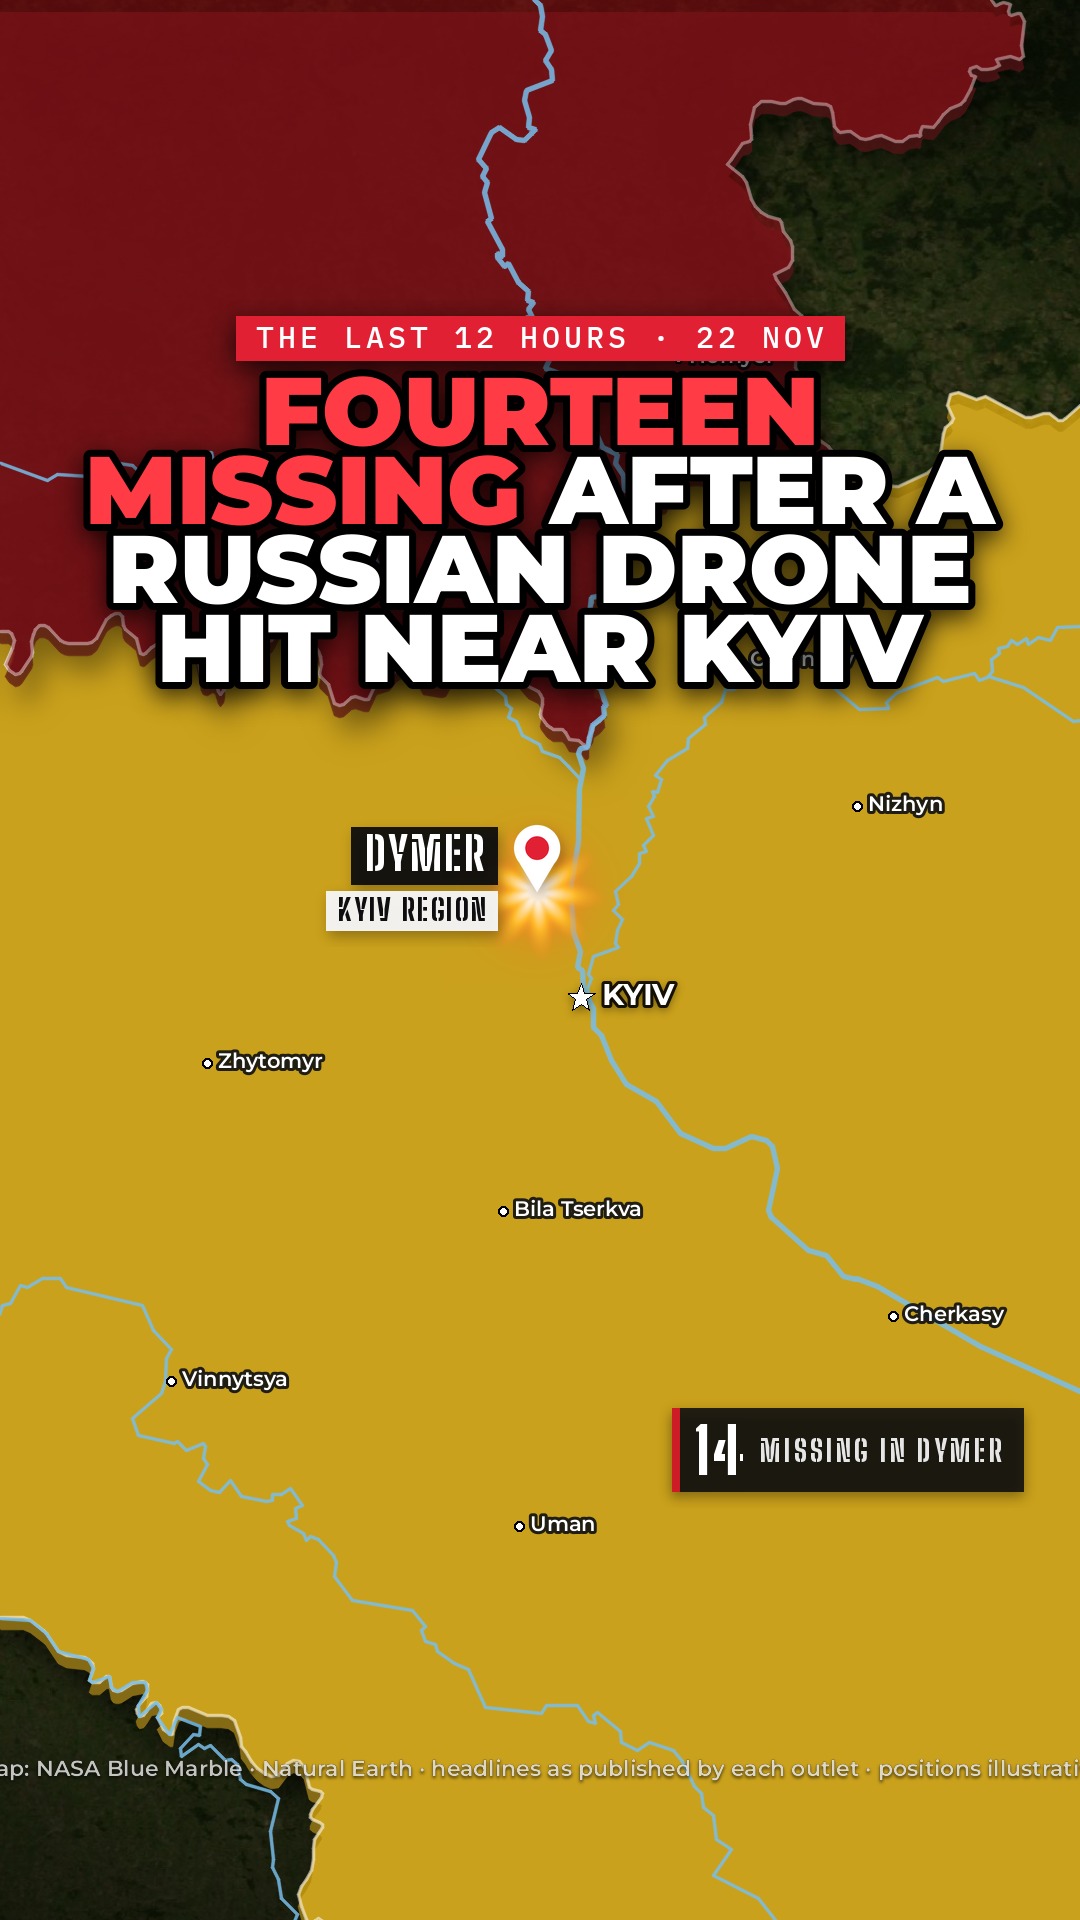 THE LAST 12 HOURS · 22 NOV
FOURTEEN
MISSING AFTER A
RUSSIAN DRONE
HIT NEAR KYIV
Nizhyn
DYMER
KYIV REGION
KYIV
Zhytomyr
Bila Tserkva
Cherkasy
Vinnytsya
14 MISSING IN DYMER
Uman
ap: NASA Blue Marble · Natural Earth · headlines as published by each outlet · positions illustrati